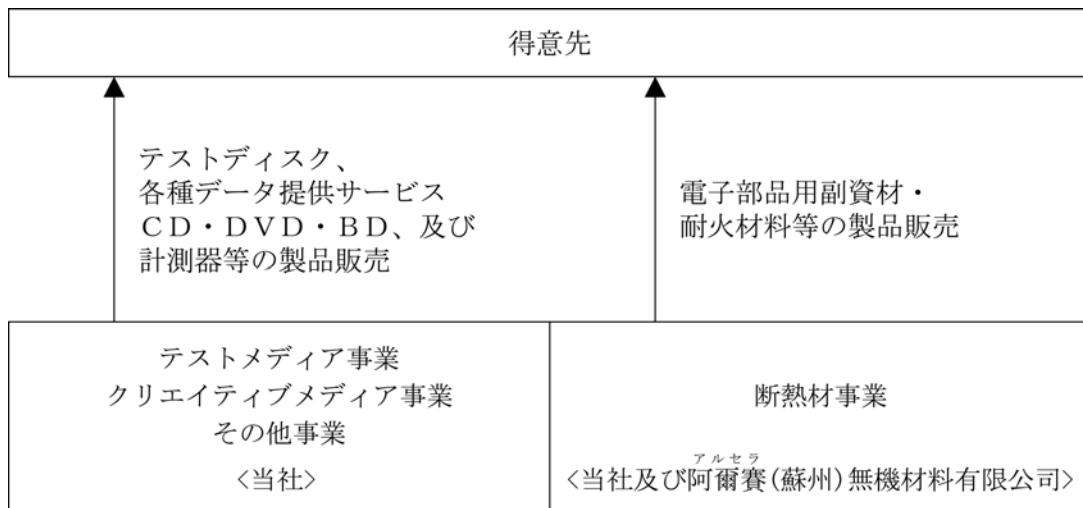 得意先
テストディスク、
各種データ提供サービス
ＣＤ・ＤＶＤ・ＢＤ、及び
計測器等の製品販売
電子部品用副資材・
耐火材料等の製品販売
テストメディア事業
クリエイティブメディア事業
その他事業
<当社>
断熱材事業
アルセラ
<当社及び阿爾賽(蘇州)無機材料有限公司>